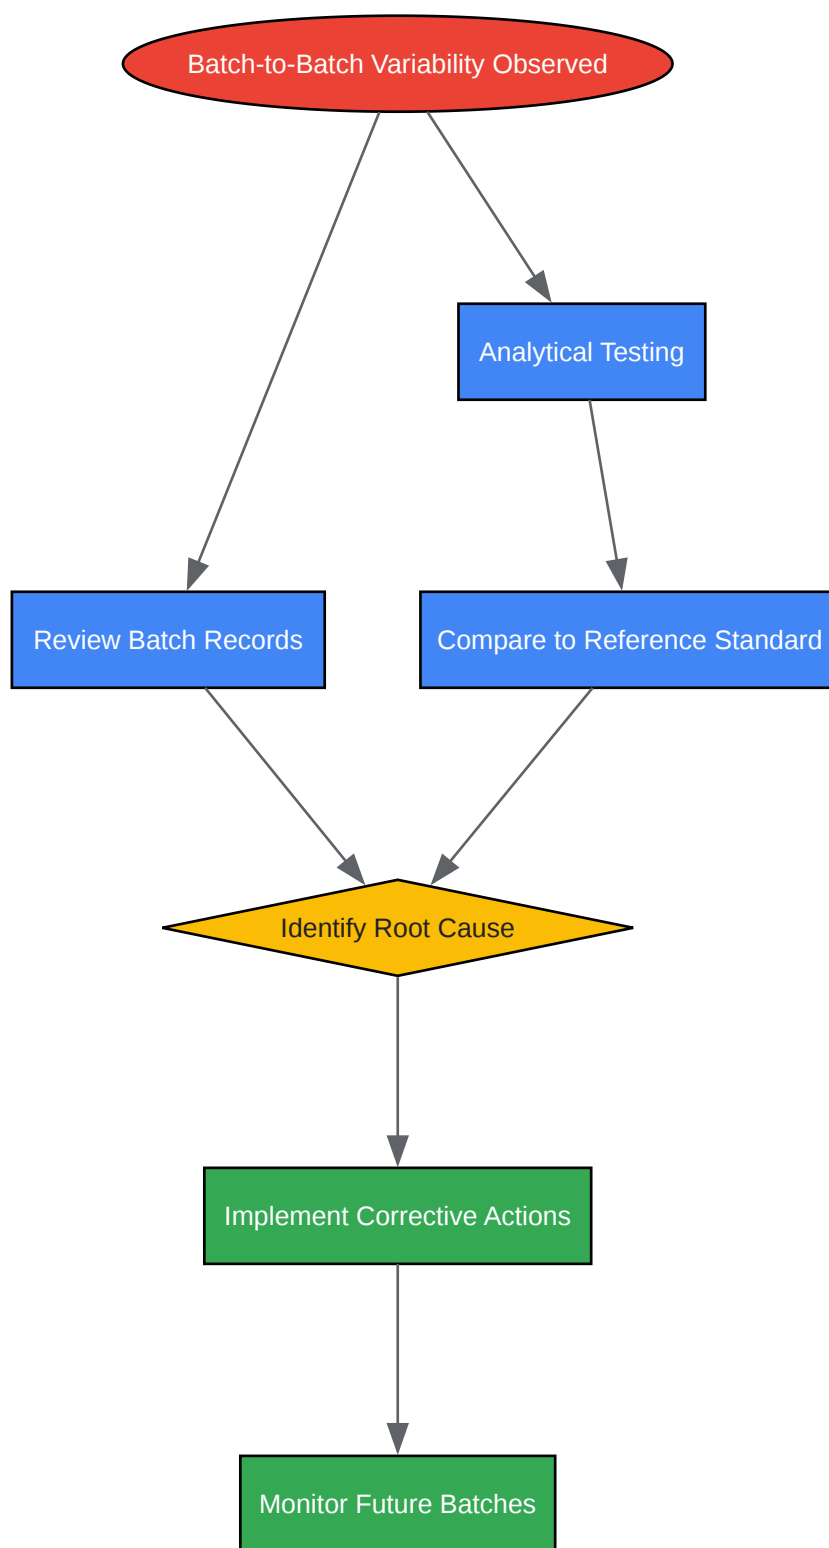 Batch-to-Batch Variability Observed
Analytical Testing
Review Batch Records
Compare to Reference Standard
Identify Root Cause
Implement Corrective Actions
Monitor Future Batches